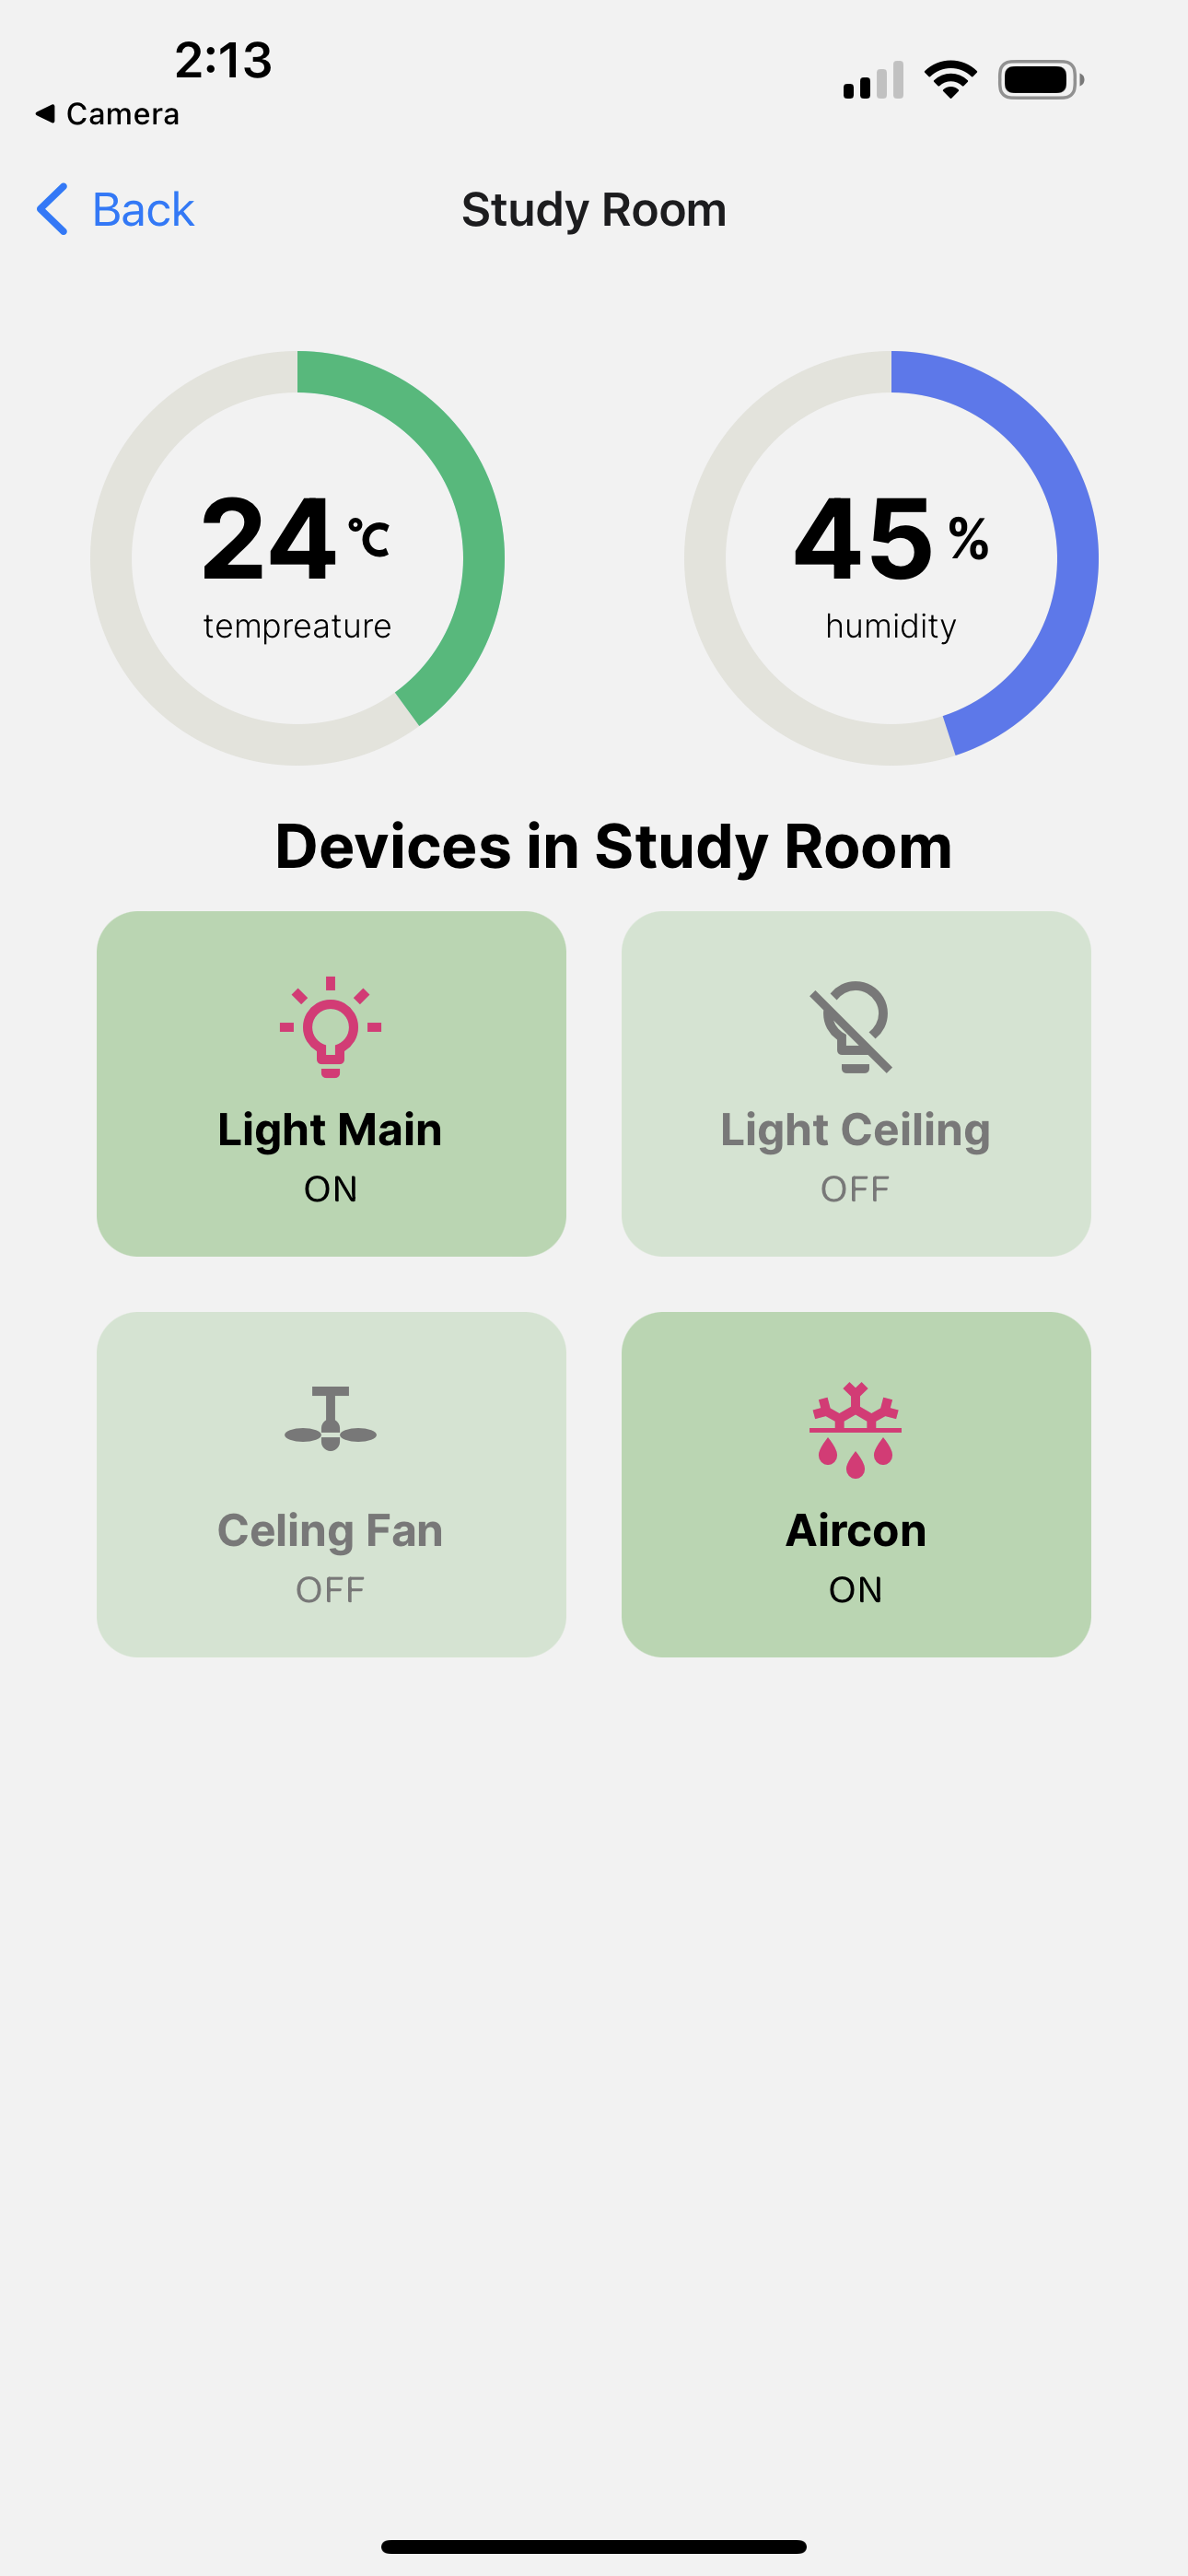 2:13
◀ Camera
Back
Study Room
24 °C
tempreature
45 %
humidity
Devices in Study Room
Light Main
ON
Light Ceiling
OFF
Celing Fan
OFF
Aircon
ON